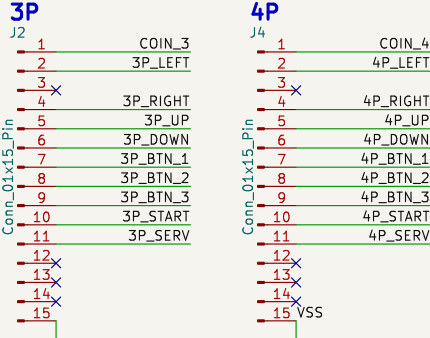 3P
J2
1 COIN_3
2 3P_LEFT
3
4 3P_RIGHT
5 3P_UP
6 3P_DOWN
7 3P_BTN_1
8 3P_BTN_2
9 3P_BTN_3
10 3P_START
11 3P_SERV
12
13
14
15
Conn_01x15_Pin
4P
J4
1 COIN_4
2 4P_LEFT
3
4 4P_RIGHT
5 4P_UP
6 4P_DOWN
7 4P_BTN_1
8 4P_BTN_2
9 4P_BTN_3
10 4P_START
11 4P_SERV
12
13
14
15 VSS
Conn_01x15_Pin